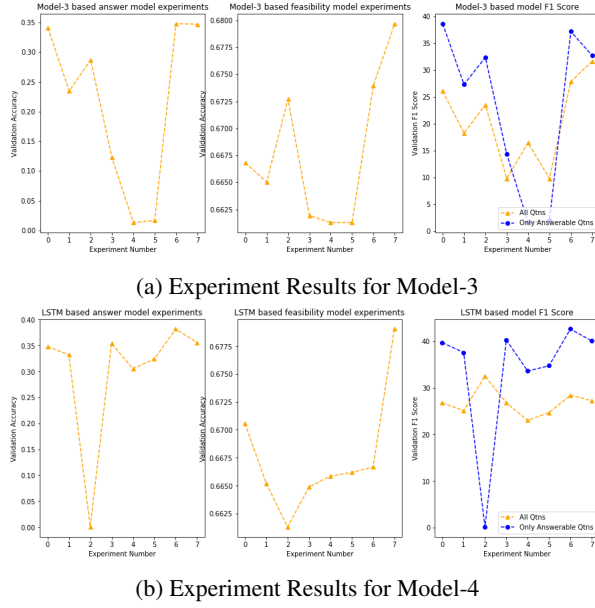 Model-3 based answer model experiments
Validation Accuracy
0.35
0.30
0.25
0.20
0.15
0.10
0.05
0.00
0 1 2 3 4 5 6 7
Experiment Number
Model-3 based feasibility model experiments
Validation Accuracy
0.6800
0.6775
0.6750
0.6725
0.6700
0.6675
0.6650
0.6625
0 1 2 3 4 5 6 7
Experiment Number
Model-3 based model F1 Score
Validation F1 Score
40
35
30
25
20
15
10
5
0
All Qtns
Only Answerable Qtns
0 1 2 3 4 5 6 7
Experiment Number
(a) Experiment Results for Model-3
LSTM based answer model experiments
Validation Accuracy
0.40
0.35
0.30
0.25
0.20
0.15
0.10
0.05
0.00
0 1 2 3 4 5 6 7
Experiment Number
LSTM based feasibility model experiments
Validation Accuracy
0.6775
0.6750
0.6725
0.6700
0.6675
0.6650
0.6625
0 1 2 3 4 5 6 7
Experiment Number
LSTM based model F1 Score
Validation F1 Score
40
30
20
10
0
All Qtns
Only Answerable Qtns
0 1 2 3 4 5 6 7
Experiment Number
(b) Experiment Results for Model-4